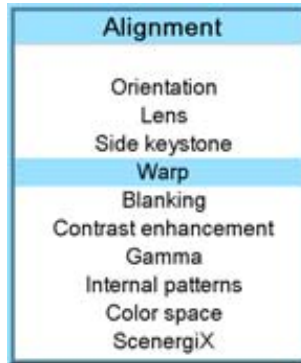 Alignment
Orientation
Lens
Side keystone
Warp
Blanking
Contrast enhancement
Gamma
Internal patterns
Color space
ScenergiX